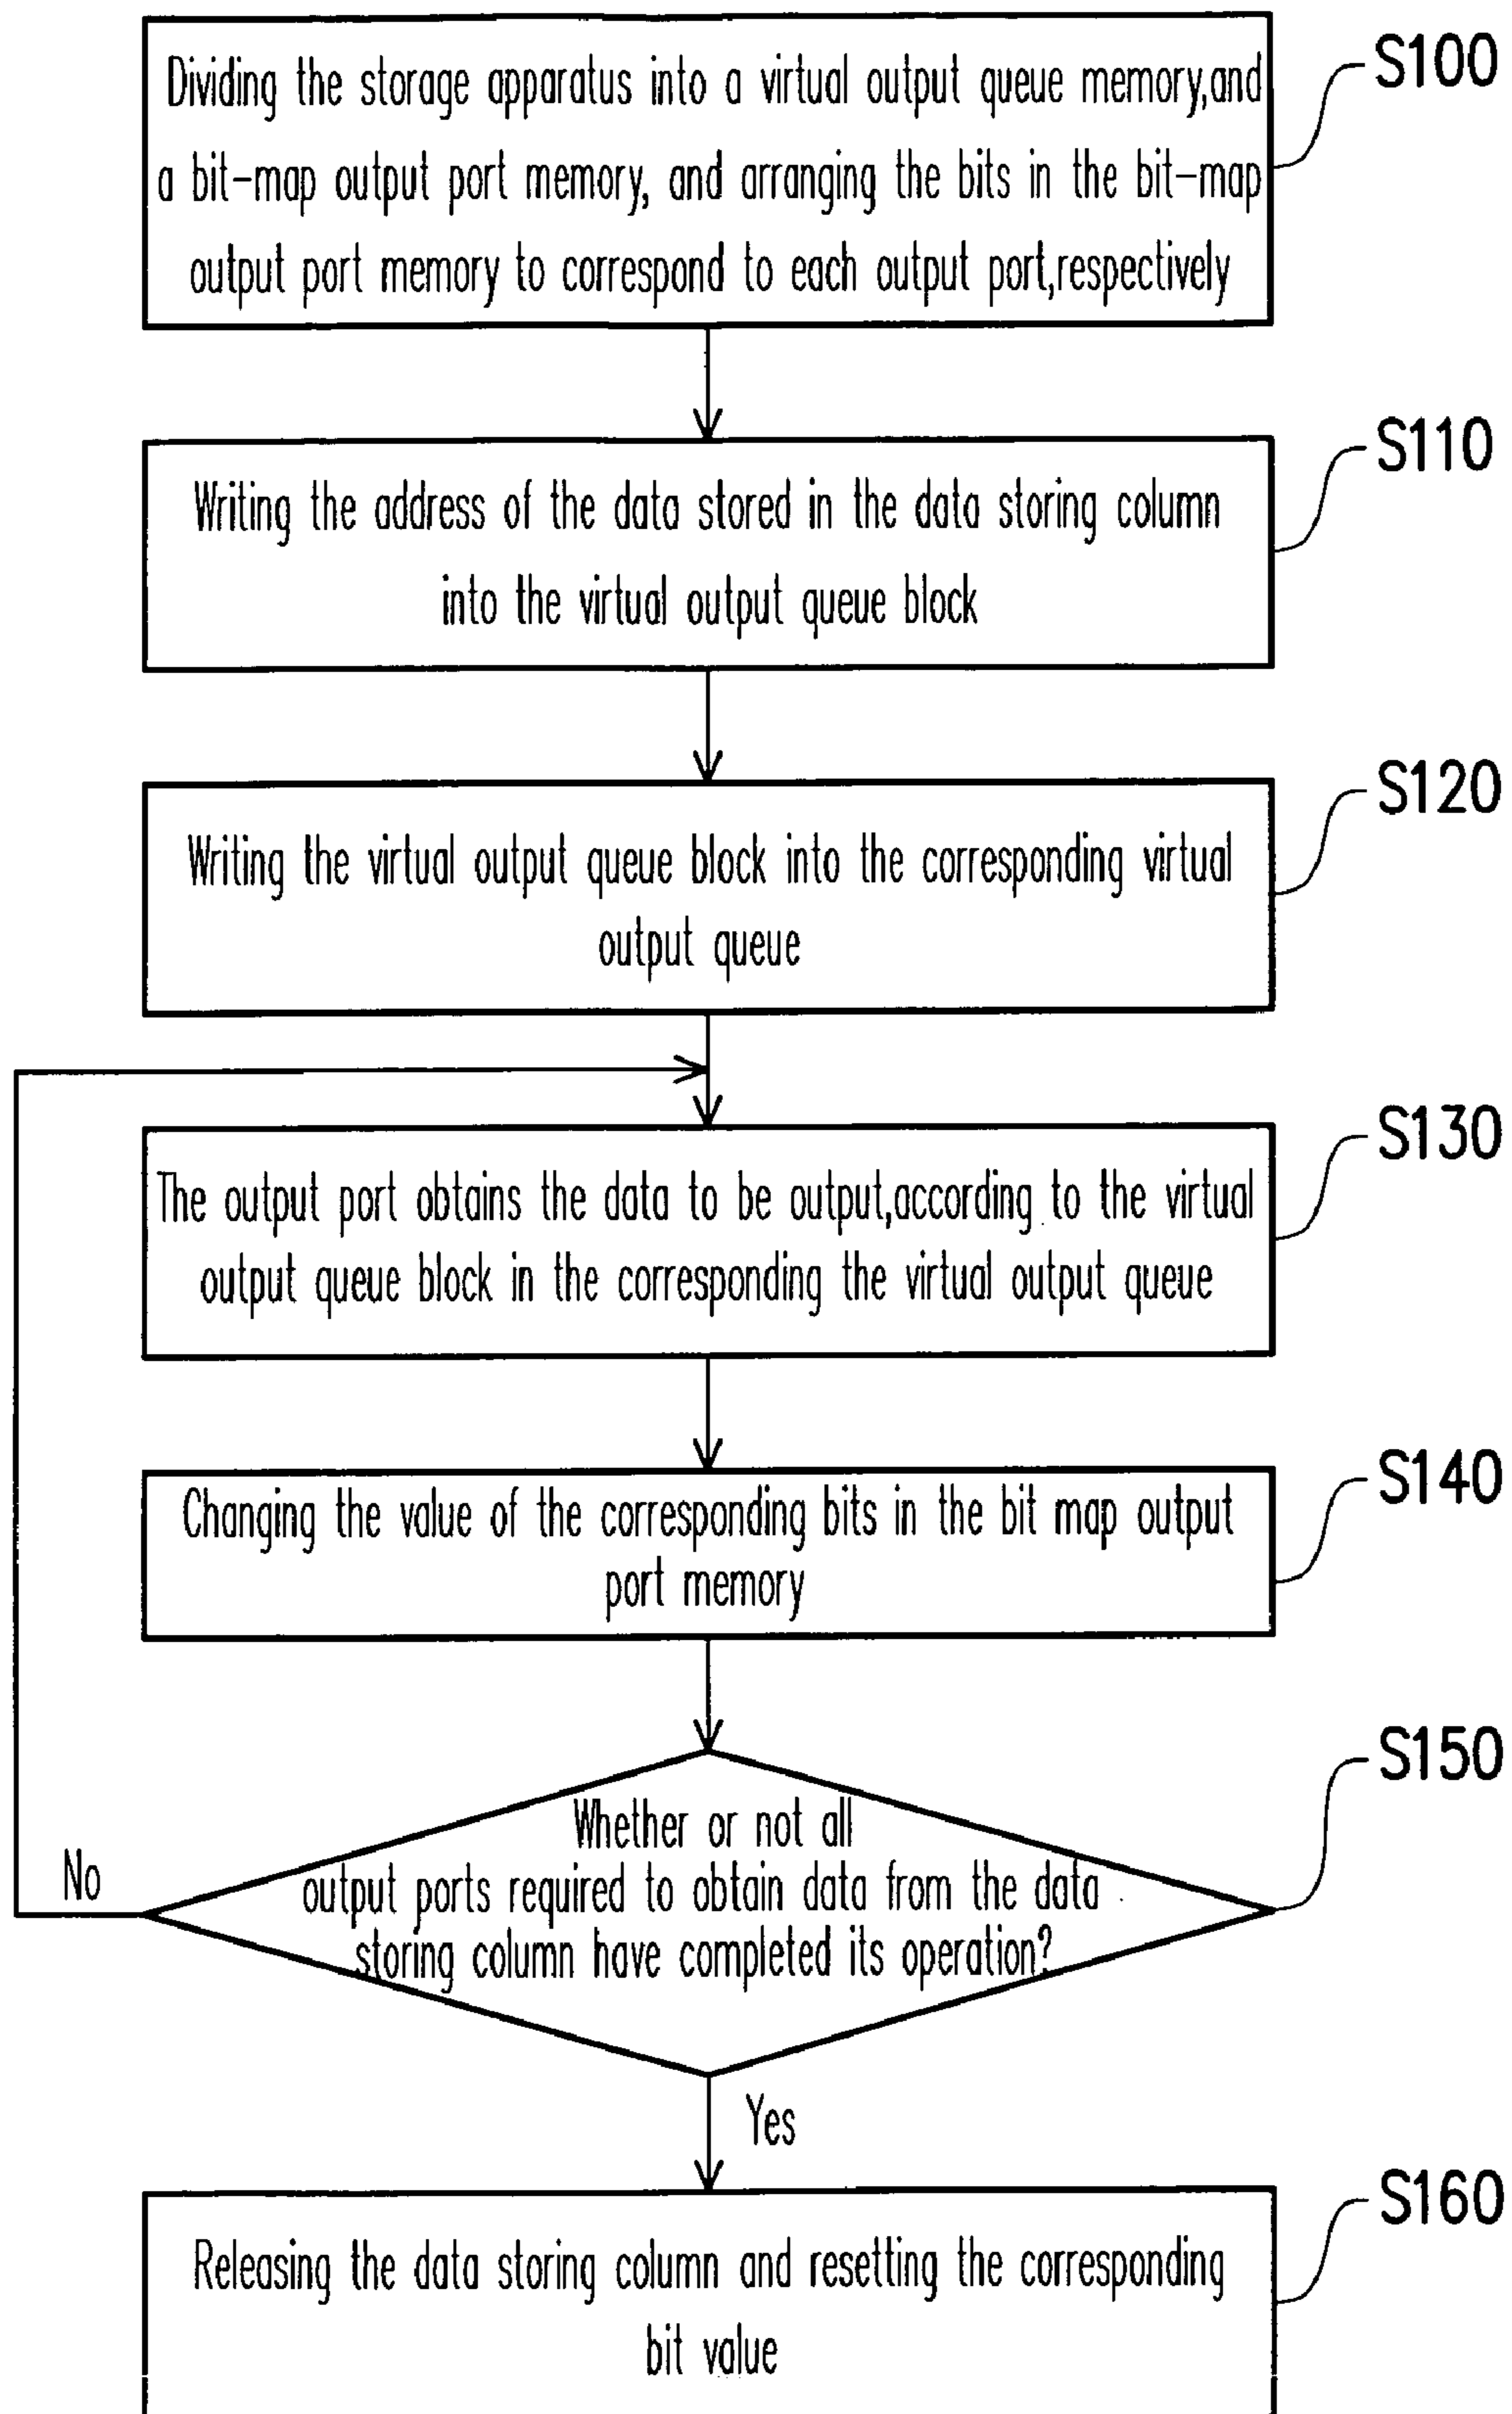 Dividing the storage apparatus into a virtual output queue memory,and
a bit-map output port memory, and arranging the bits in the bit-map
output port memory to correspond to each output port,respectively
S100
Writing the address of the data stored in the data storing column
into the virtual output queue block
S110
Writing the virtual output queue block into the corresponding virtual
output queue
S120
The output port obtains the data to be output,according to the virtual
output queue block in the corresponding the virtual output queue
S130
Changing the value of the corresponding bits in the bit map output
port memory
S140
Whether or not all
output ports required to obtain data from the data
storing column have completed its operation?
S150
No
Yes
Releasing the data storing column and resetting the corresponding
bit value
S160